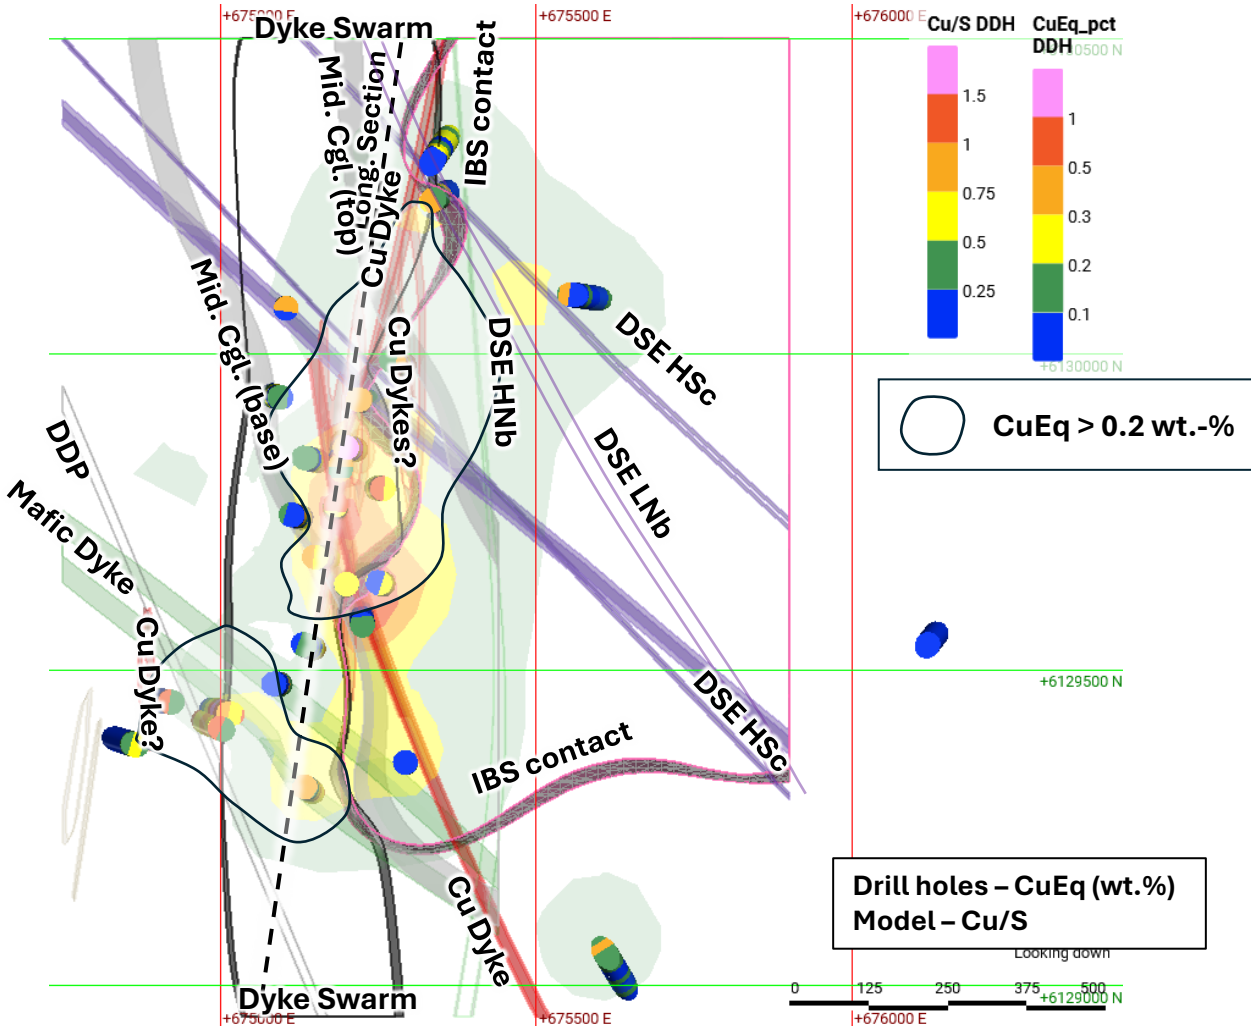 +675000 E
+675500 E
+676000 E
Dyke Swarm
Cu/S DDH
CuEq_pct
DDH
+6130500 N
1.5
1
0.75
0.5
0.25
1
0.5
0.3
0.2
0.1
Mid. Cgl. (top)
Long. Section
Cu Dyke
IBS contact
Mid. Cgl. (base)
Cu Dykes?
DSE HNb
DSE HSc
DSE LNb
+6130000 N
CuEq > 0.2 wt.-%
DDP
Mafic Dyke
Cu Dyke?
+6129500 N
DSE HSc
IBS contact
Cu Dyke
Drill holes – CuEq (wt.%)
Model – Cu/S
Looking down
0 125 250 375 500
+6129000 N
Dyke Swarm
+675000 E
+675500 E
+676000 E